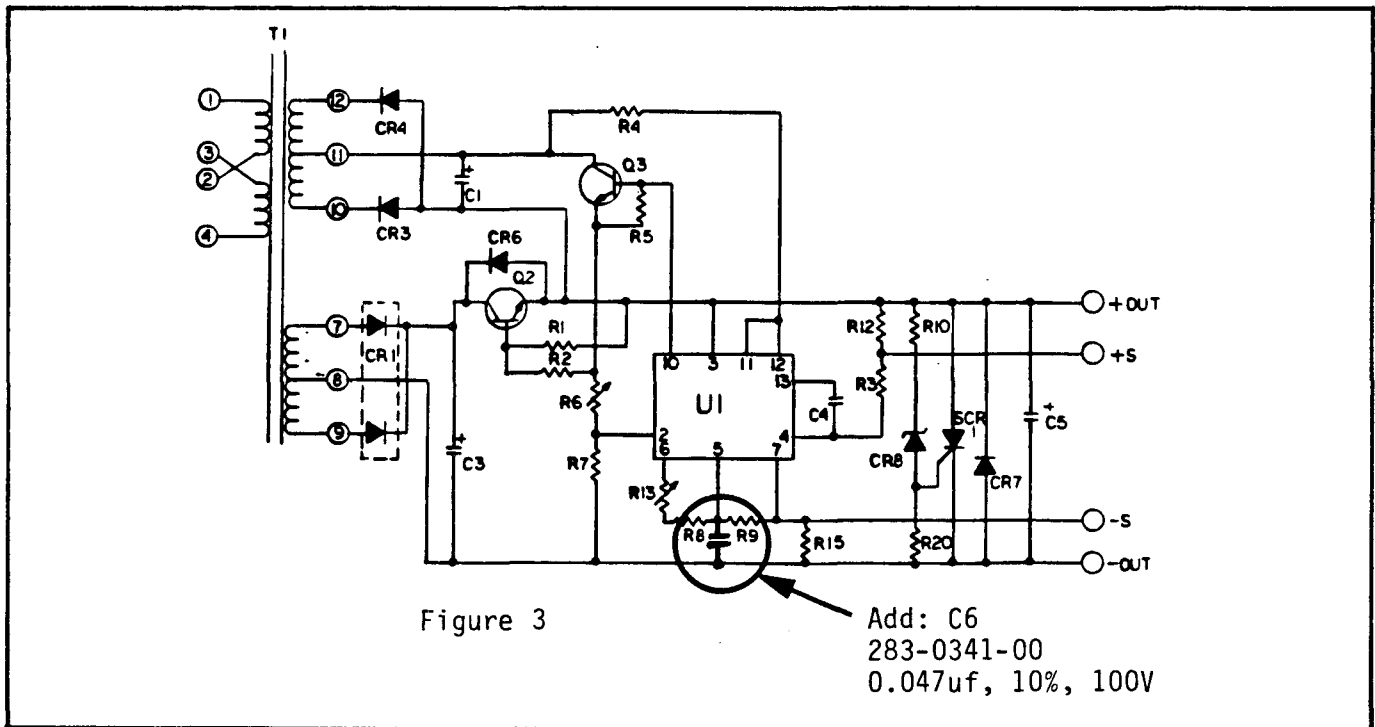 T1
1
3
2
4
12
CR4
11
10
CR3
C1
R4
Q3
R5
CR6
Q2
R1
R2
7
CR1
8
9
C3
R6
R7
10
3
11
12
13
U1
2
4
6
5
7
C4
R12
R3
R10
SCR
1
CR8
CR7
C5
R13
R8
R9
R15
R20
+OUT
+S
-S
-OUT
Figure 3
Add: C6
283-0341-00
0.047uf, 10%, 100V